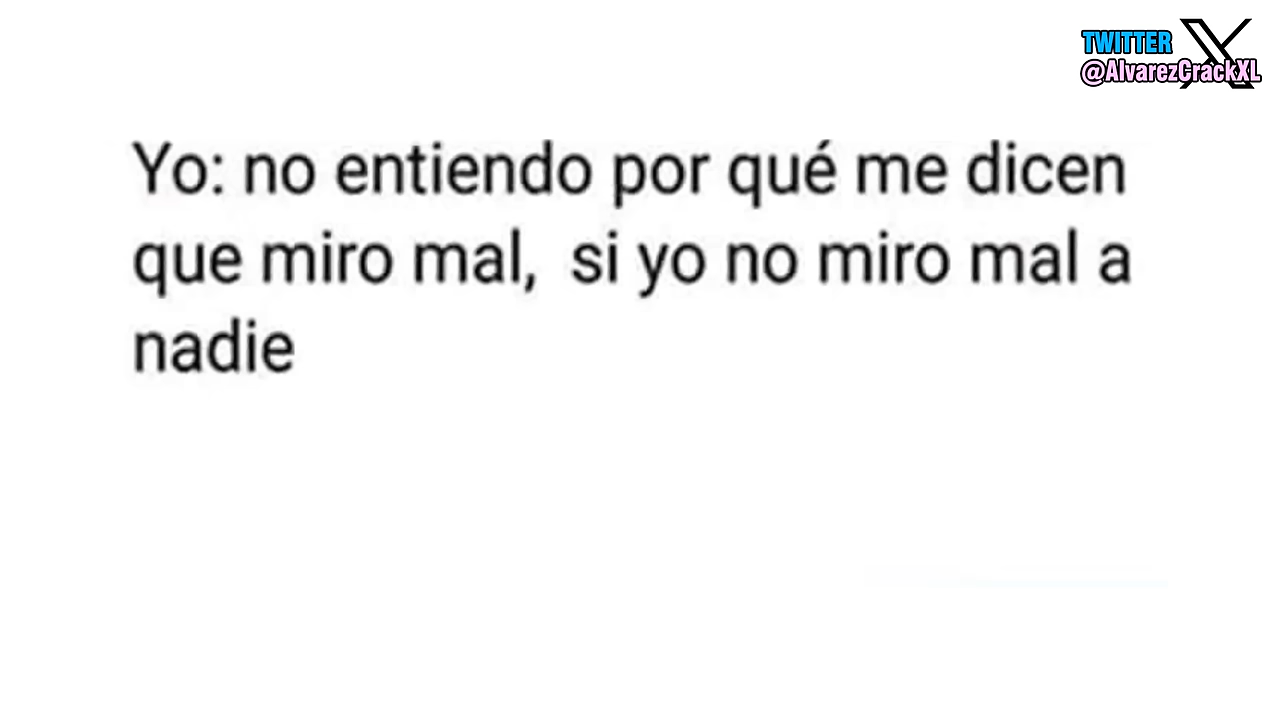 TWITTER
@AlvarezCrackXL
Yo: no entiendo por qué me dicen
que miro mal,  si yo no miro mal a
nadie